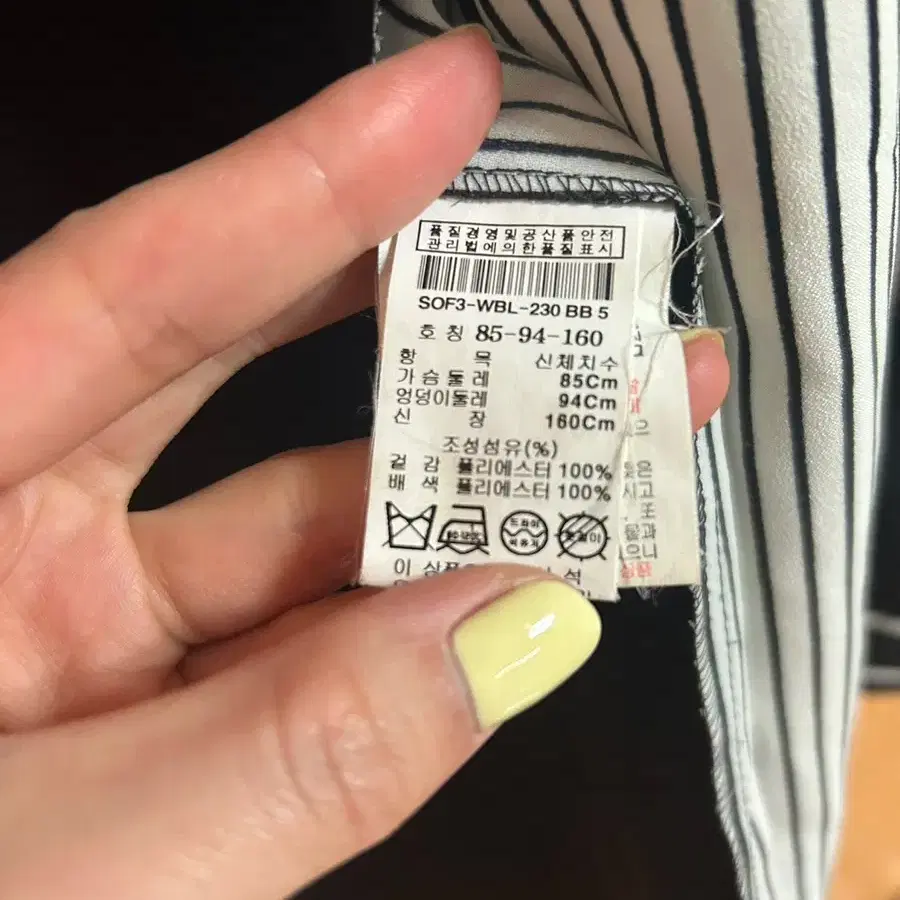 품질경영및공산품안전
관리법에의한품질표시
SOF3-WBL-230 BB 5
호칭 85-94-160
항 목 신체치수
가슴둘레 85Cm
엉덩이둘레 94Cm
신 장 160Cm
조성섬유(%)
겉 감 폴리에스터 100%
배 색 폴리에스터 100%
드라이